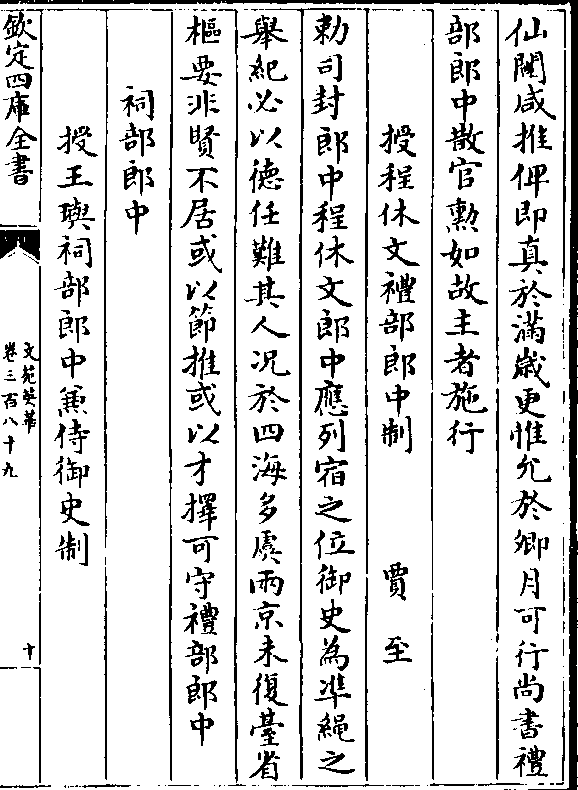 仙闈咸推俾即真於滿嵗更惟允於卿月可行尚書禮
部郎中散官勲如故主者施行
授程休文禮部郎中制　賈至
勅司封郎中程休文郎中應列宿之位御史為凖繩之
舉紀必以德任難其人况於四海多虞兩京未復臺省
樞要非賢不居或以節推或以才擇可守禮部郎中
祠部郎中
授王璵祠部郎中兼侍御史制
欽定四庫全書
文苑英華
卷三百八十九
十